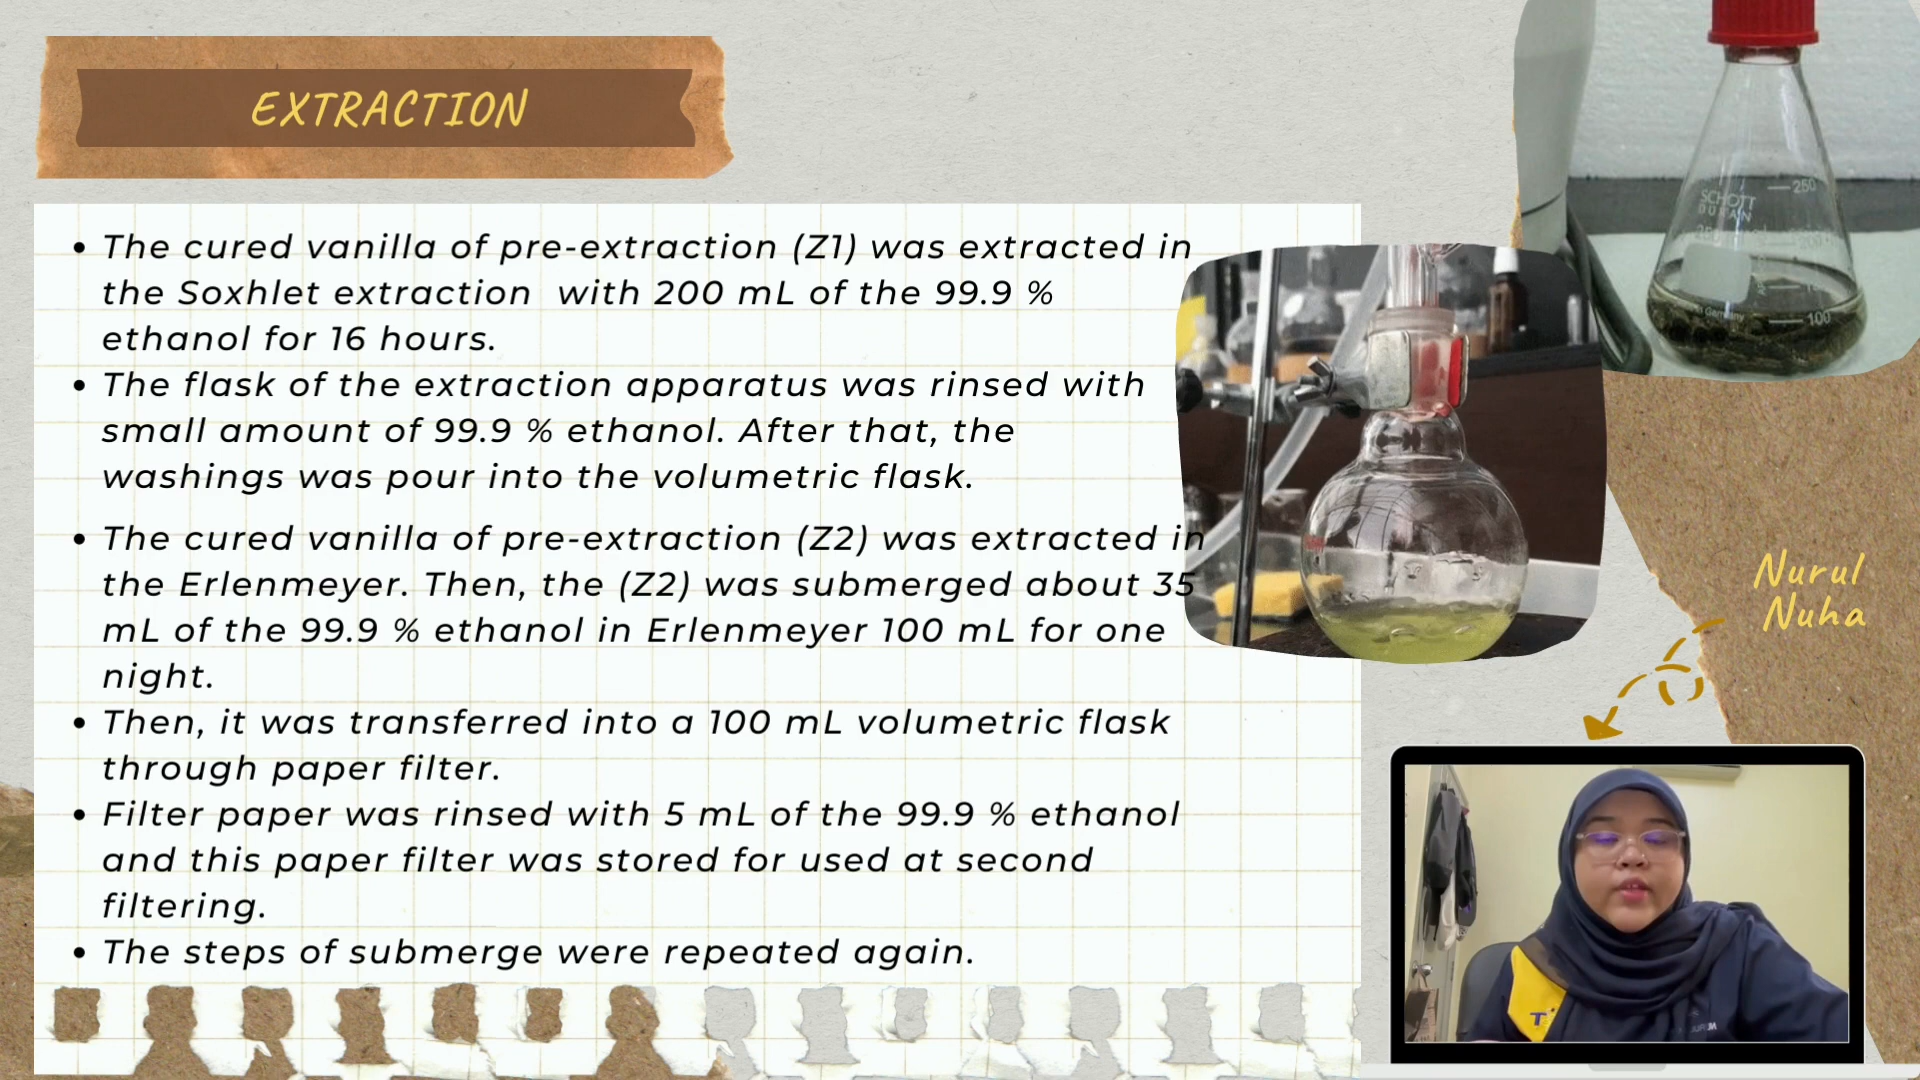 EXTRACTION
• The cured vanilla of pre-extraction (Z1) was extracted in
the Soxhlet extraction with 200 mL of the 99.9 %
ethanol for 16 hours.
• The flask of the extraction apparatus was rinsed with
small amount of 99.9 % ethanol. After that, the
washings was pour into the volumetric flask.
• The cured vanilla of pre-extraction (Z2) was extracted in
the Erlenmeyer. Then, the (Z2) was submerged about 35
mL of the 99.9 % ethanol in Erlenmeyer 100 mL for one
night.
• Then, it was transferred into a 100 mL volumetric flask
through paper filter.
• Filter paper was rinsed with 5 mL of the 99.9 % ethanol
and this paper filter was stored for used at second
filtering.
• The steps of submerge were repeated again.
250
SCHOTT
DURAN
100
Nurul
Nuha